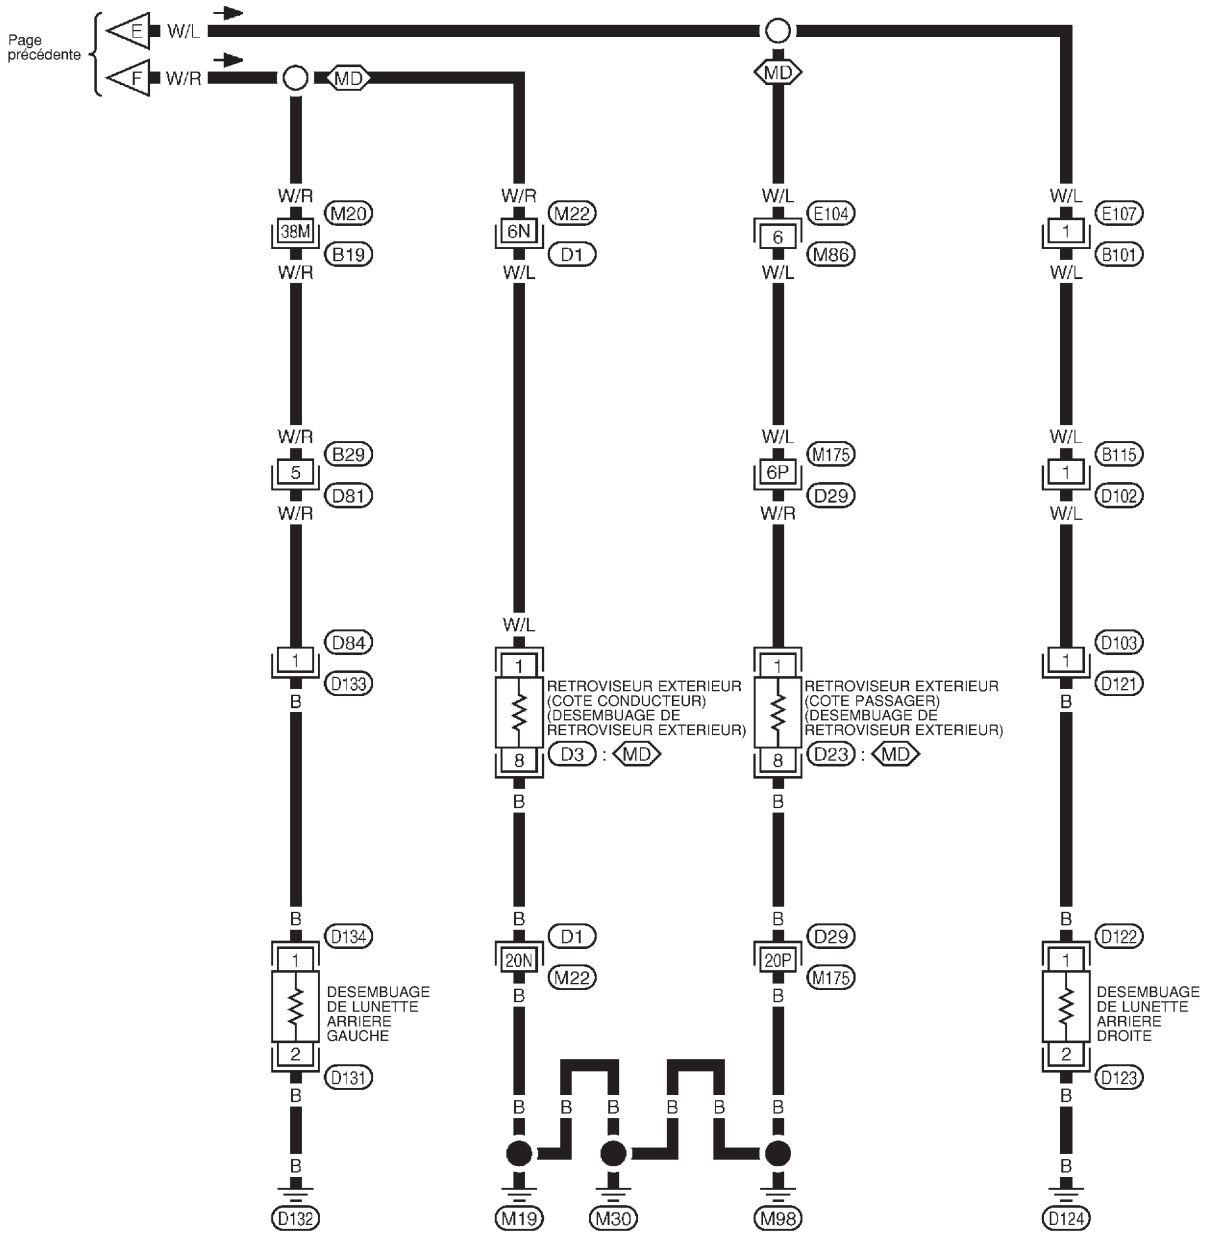 Page
précédente
E W/L
F W/R
MD
MD
W/R W/R W/L W/L
38M M20 6N M22 6 E104 1 E107
B19 D1 M86 B101
W/R W/L W/L W/L
W/R W/L W/L
5 B29 6P M175 1 B115
D81 D29 D102
W/R W/R W/L
W/L
1 D84 1 D103
D133 D121
B B
1 1
RETROVISEUR EXTERIEUR
(COTE CONDUCTEUR)
(DESEMBUAGE DE
RETROVISEUR EXTERIEUR)
8 D3 : MD
RETROVISEUR EXTERIEUR
(COTE PASSAGER)
(DESEMBUAGE DE
RETROVISEUR EXTERIEUR)
8 D23 : MD
B B
B B B B
1 D134 20N D1 20P D29 1 D122
M22 M175
B B
DESEMBUAGE
DE LUNETTE
ARRIERE
GAUCHE
DESEMBUAGE
DE LUNETTE
ARRIERE
DROITE
2 D131 2 D123
B B
B B B B B B
B B
D132 M19 M30 M98 D124